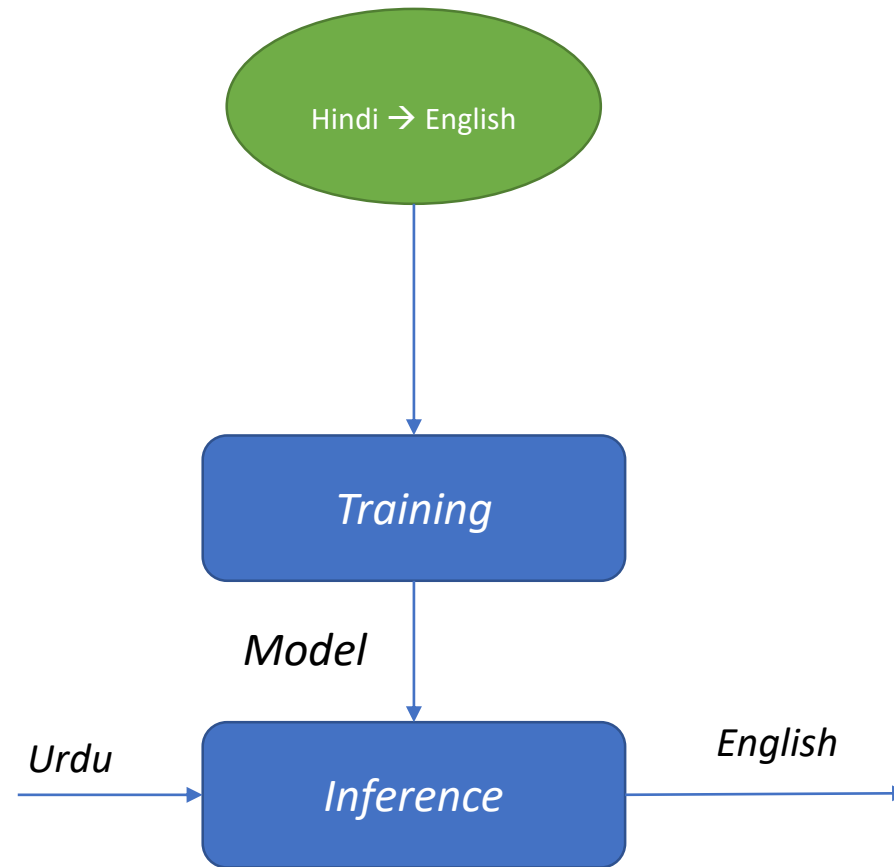 Hindi → English
Training
Model
Urdu
English
Inference